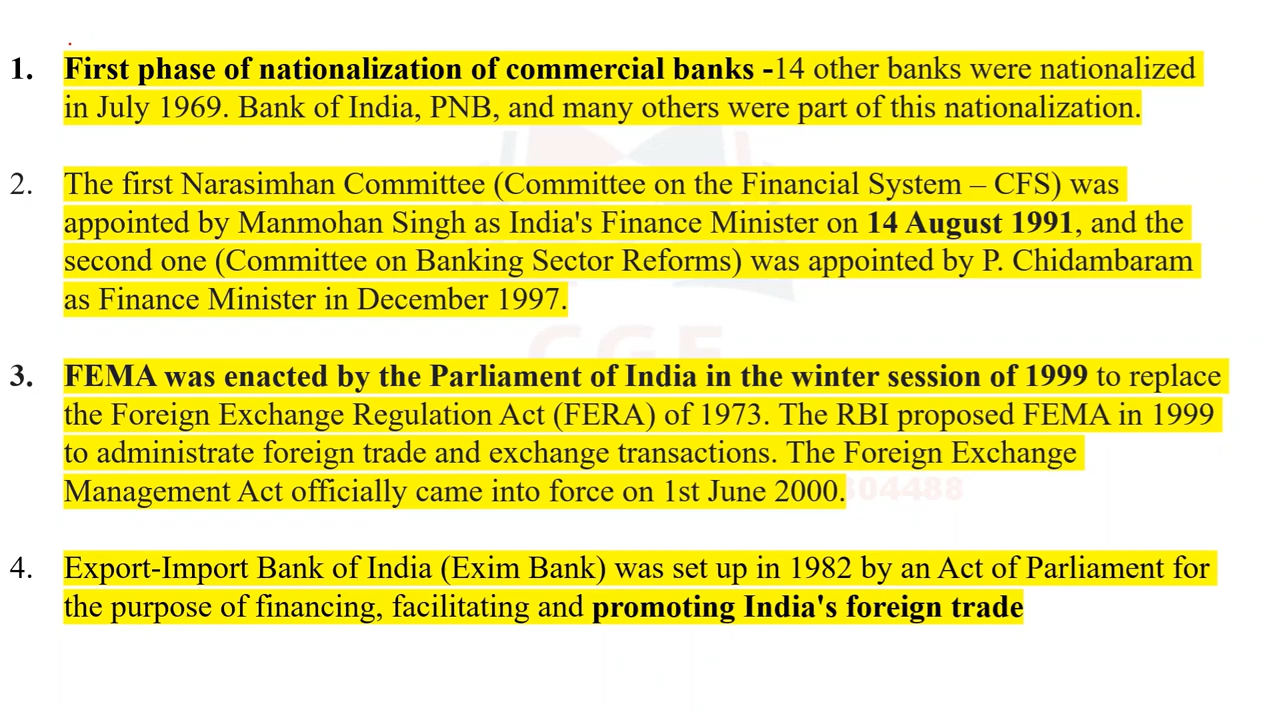 1. First phase of nationalization of commercial banks -14 other banks were nationalized
in July 1969. Bank of India, PNB, and many others were part of this nationalization.
2. The first Narasimhan Committee (Committee on the Financial System – CFS) was
appointed by Manmohan Singh as India's Finance Minister on 14 August 1991, and the
second one (Committee on Banking Sector Reforms) was appointed by P. Chidambaram
as Finance Minister in December 1997.
CGE
3. FEMA was enacted by the Parliament of India in the winter session of 1999 to replace
the Foreign Exchange Regulation Act (FERA) of 1973. The RBI proposed FEMA in 1999
to administrate foreign trade and exchange transactions. The Foreign Exchange
Management Act officially came into force on 1st June 2000.
4. Export-Import Bank of India (Exim Bank) was set up in 1982 by an Act of Parliament for
the purpose of financing, facilitating and promoting India's foreign trade